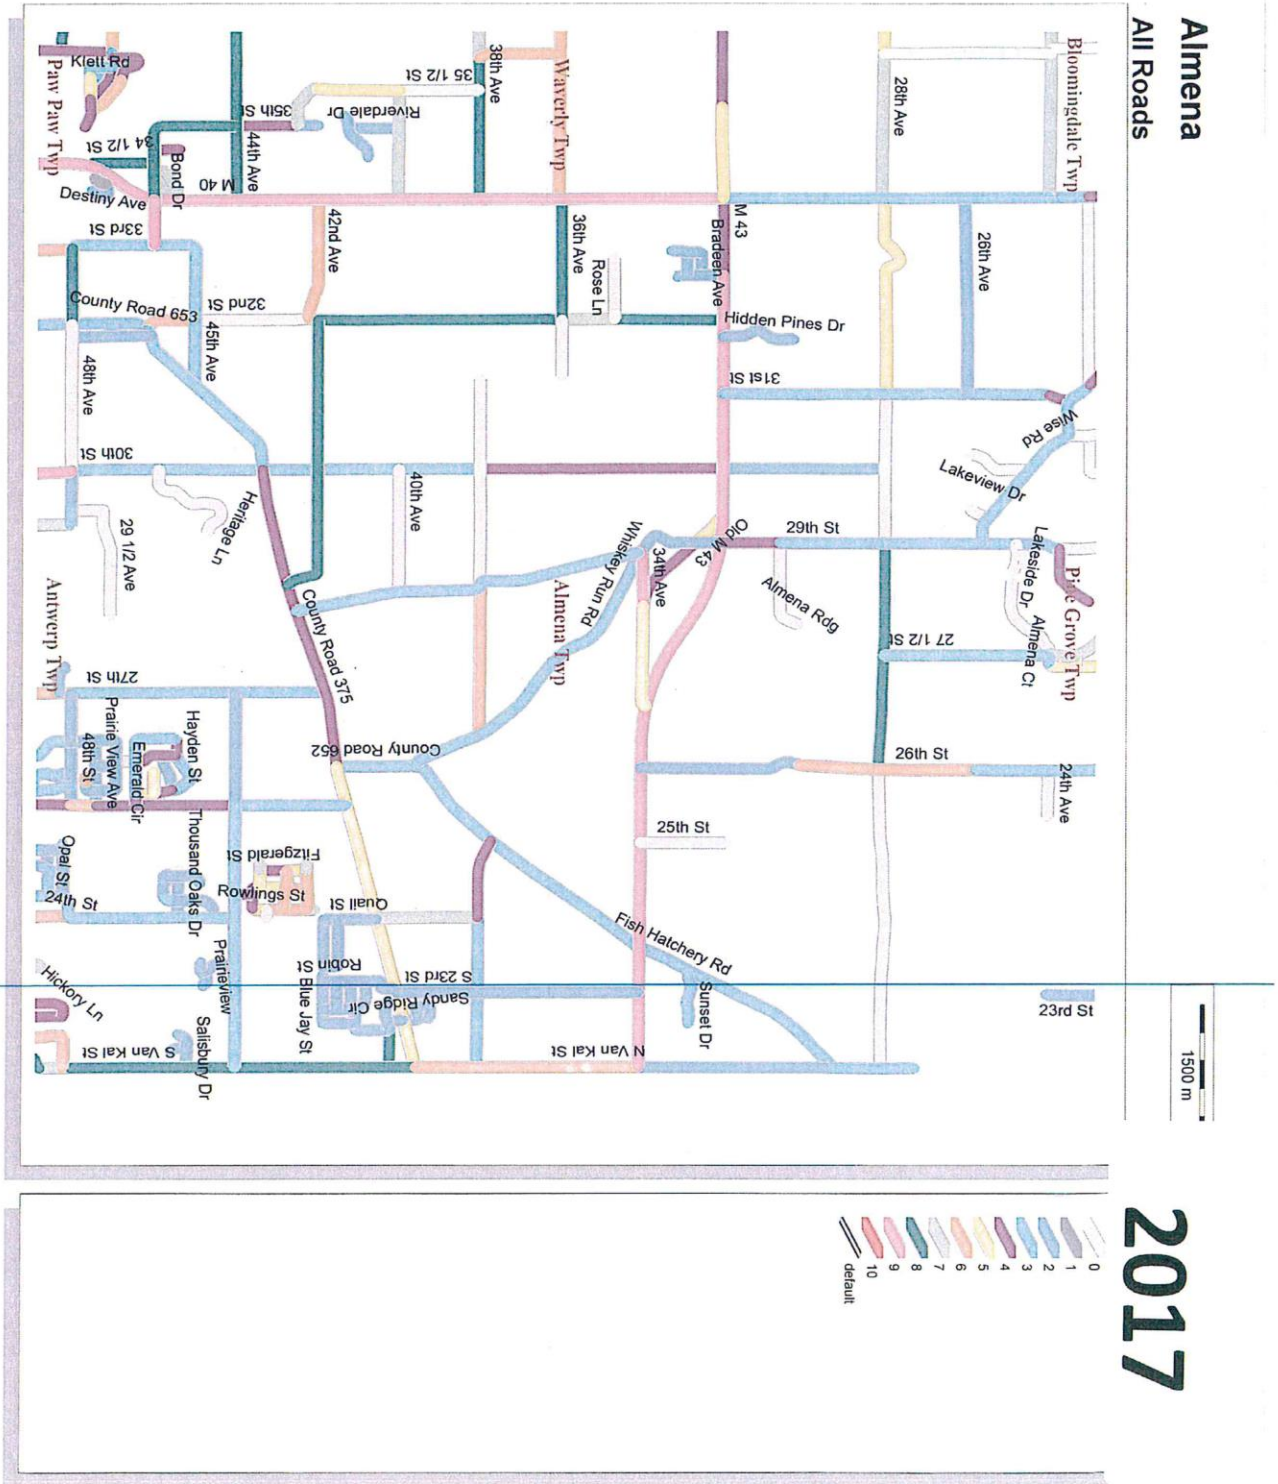 Almena
All Roads
2017
1500 m
Bloomingdale Twp
Waverly Twp
Paw Paw Twp
Pine Grove Twp
Almena Twp
Antwerp Twp
Klett Rd
38th Ave
35 1/2 St
35th St
Riverdale Dr
28th Ave
44th Ave
34 1/2 St
Bond Dr
M 40
Destiny Ave
33rd St
42nd Ave
36th Ave
Rose Ln
M 43
Bradeen Ave
26th Ave
County Road 653
32nd St
45th Ave
Hidden Pines Dr
48th Ave
31st St
Wise Rd
30th St
Heritage Ln
40th Ave
Lakeview Dr
29 1/2 Ave
Whiskey Run Rd
34th Ave
Old M 43
29th St
Almena Rdg
Lakeside Dr
Almena Ct
27 1/2 St
County Road 375
27th St
Prairie View Ave
48th St
Emerald Cir
Hayden St
County Road 652
26th St
24th Ave
25th St
Thousand Oaks Dr
Fitzgerald St
Rowlings St
Opal St
24th St
Quail St
Fish Hatchery Rd
Prairieview
Robin St
Blue Jay St
S 23rd St
Sandy Ridge Cir
Sunset Dr
23rd St
Hickory Ln
S Van Kal St
Salisbury Dr
N Van Kal St
0
1
2
3
4
5
6
7
8
9
10
default